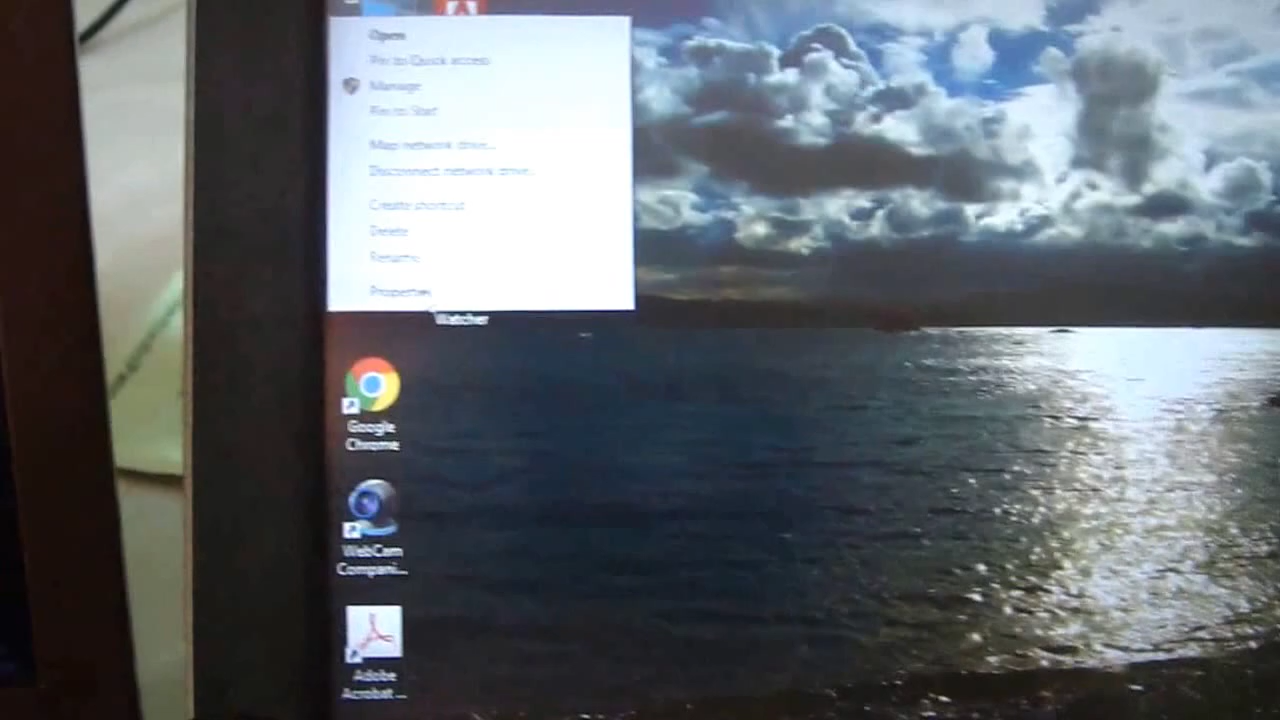 Open
Pin to Quick access
Manage
Pin to Start
Map network drive...
Disconnect network drive...
Create shortcut
Delete
Rename
Properties
Watcher
Google
Chrome
WebCam
Compani...
Adobe
Acrobat ...